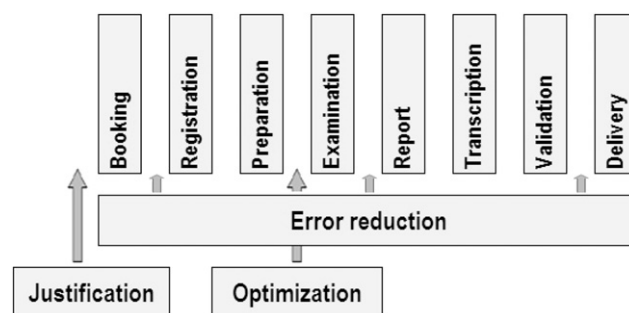 Booking
Registration
Preparation
Examination
Report
Transcription
Validation
Delivery
Error reduction
Justification
Optimization